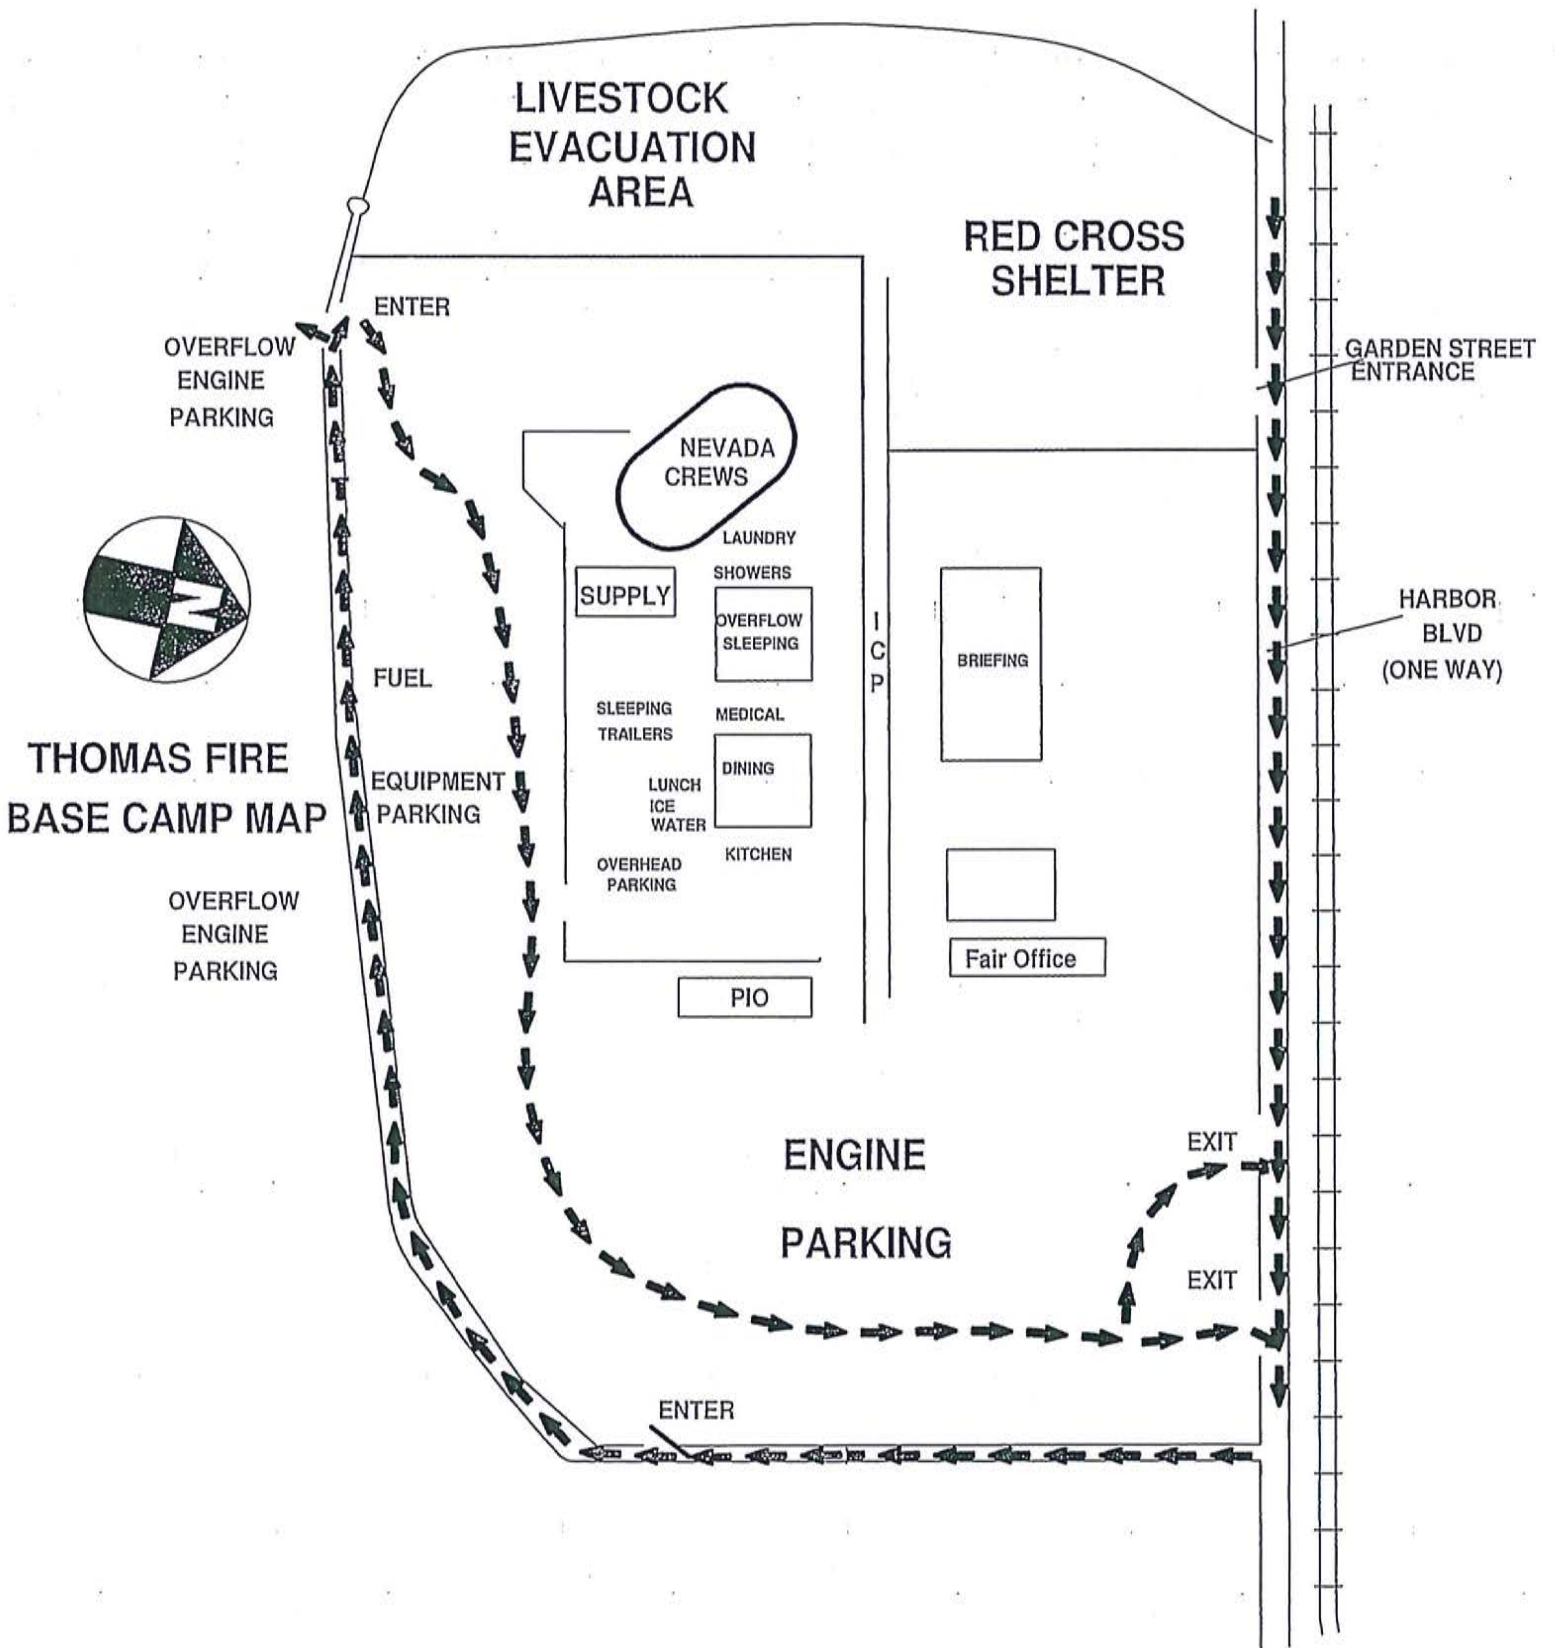 LIVESTOCK
EVACUATION
AREA
RED CROSS
SHELTER
ENTER
OVERFLOW
ENGINE
PARKING
GARDEN STREET
ENTRANCE
NEVADA
CREWS
LAUNDRY
SHOWERS
SUPPLY
OVERFLOW
SLEEPING
I
C
P
BRIEFING
HARBOR
BLVD
(ONE WAY)
N
FUEL
SLEEPING
TRAILERS
MEDICAL
THOMAS FIRE
BASE CAMP MAP
EQUIPMENT
PARKING
DINING
LUNCH
ICE
WATER
KITCHEN
OVERHEAD
PARKING
OVERFLOW
ENGINE
PARKING
Fair Office
PIO
ENGINE
PARKING
EXIT
EXIT
ENTER